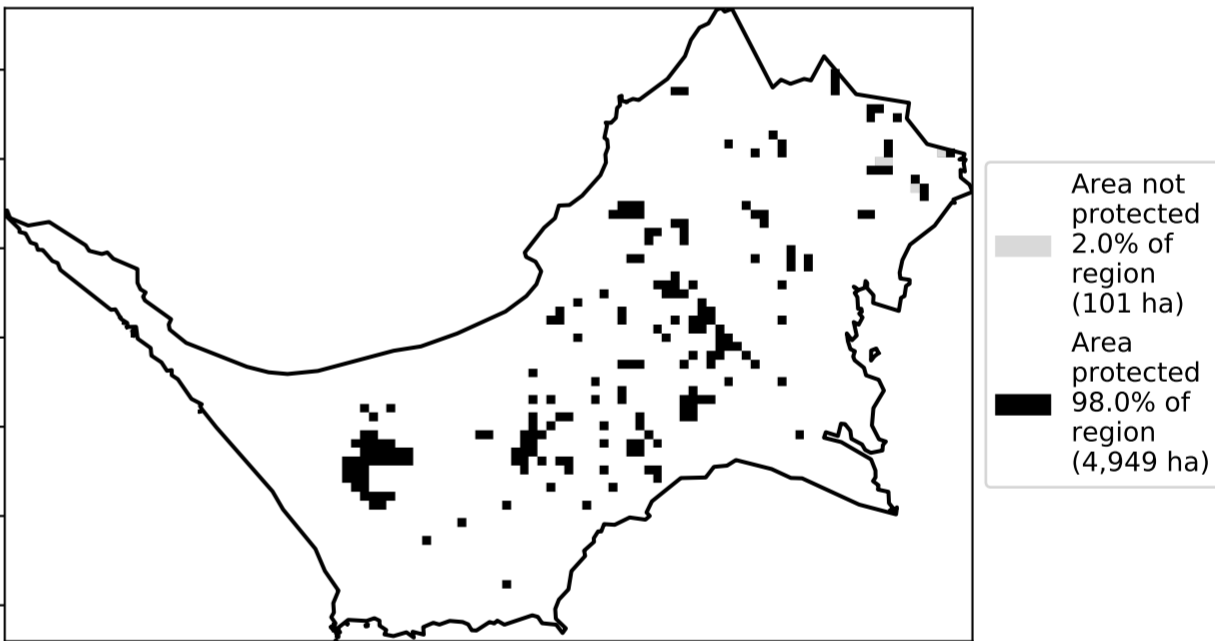 Area not
protected
2.0% of
region
(101 ha)
Area
protected
98.0% of
region
(4,949 ha)